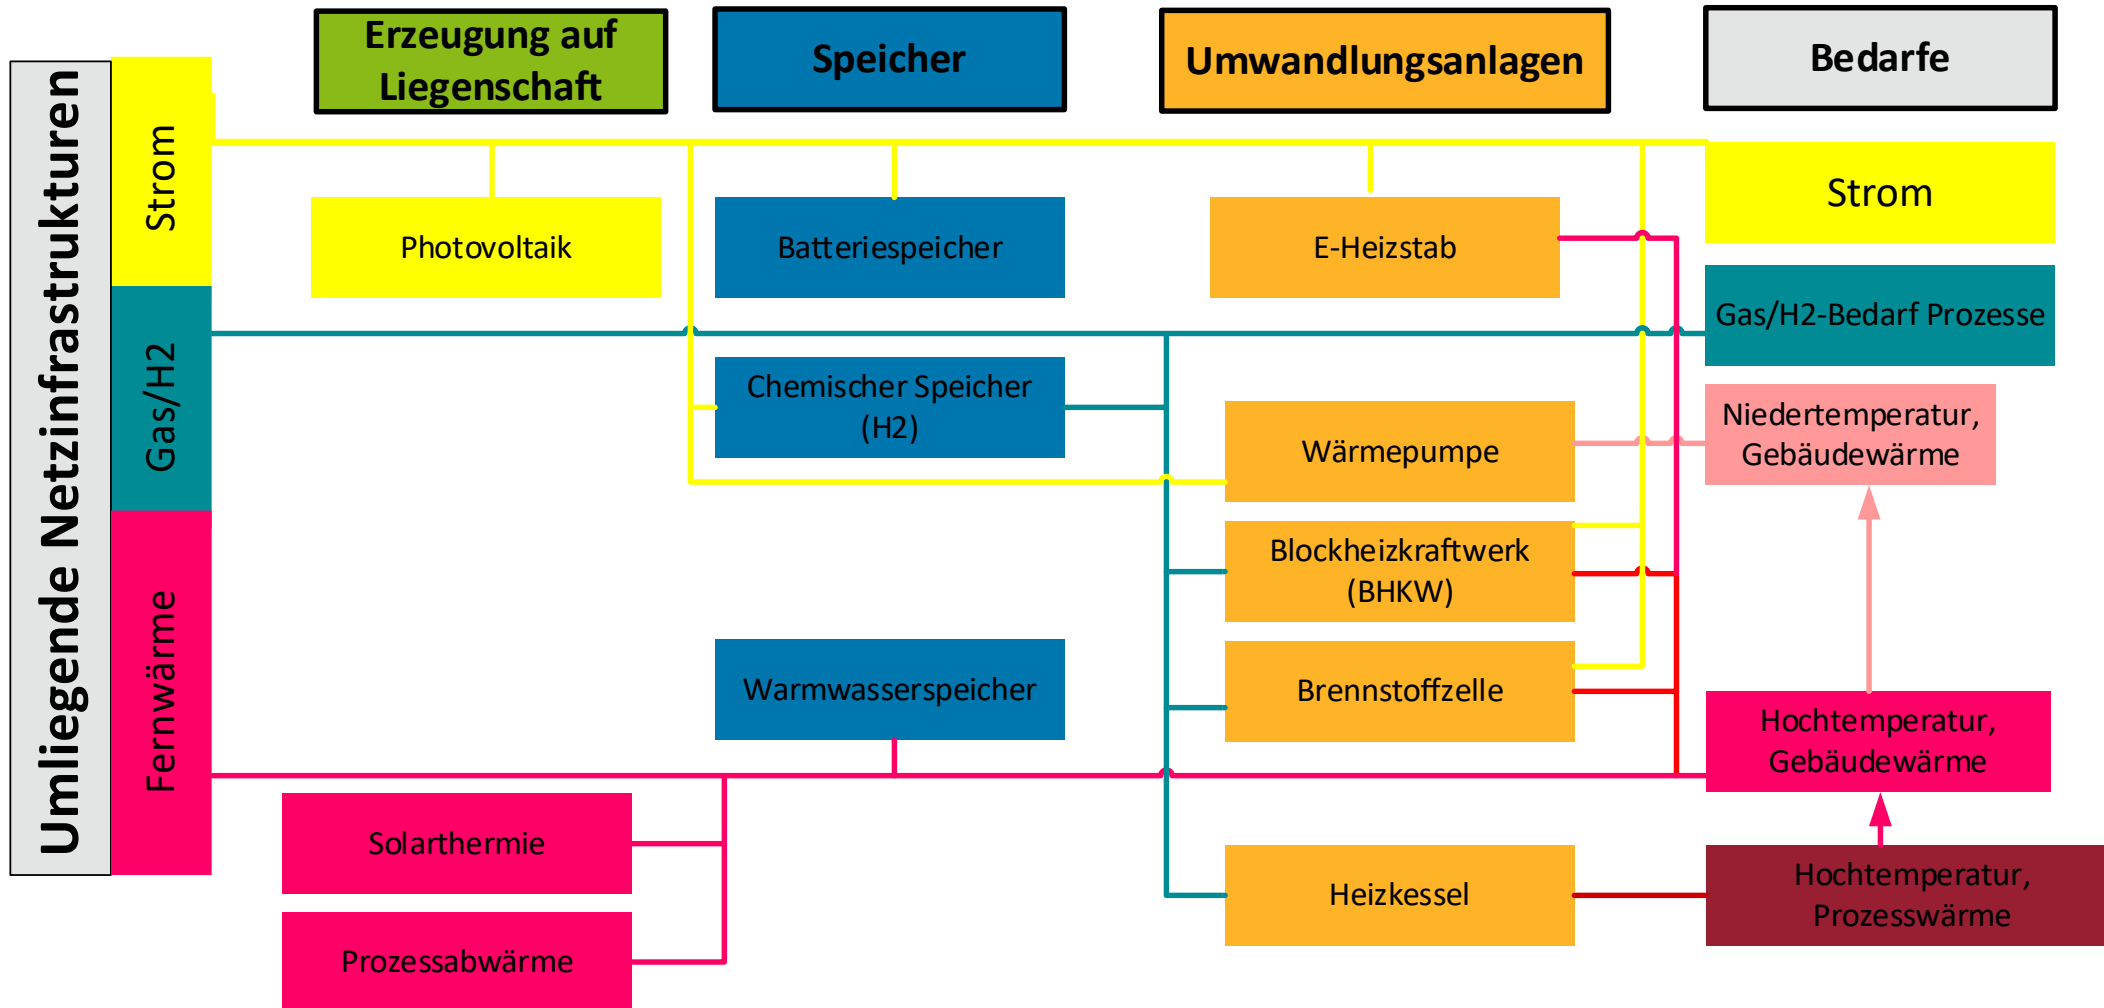 Erzeugung auf
Liegenschaft
Speicher
Umwandlungsanlagen
Bedarfe
Umliegende Netzinfrastrukturen
Strom
Gas/H2
Fernwärme
Photovoltaik
Batteriespeicher
E-Heizstab
Strom
Gas/H2-Bedarf Prozesse
Chemischer Speicher
(H2)
Wärmepumpe
Niedertemperatur,
Gebäudewärme
Blockheizkraftwerk
(BHKW)
Warmwasserspeicher
Brennstoffzelle
Hochtemperatur,
Gebäudewärme
Solarthermie
Heizkessel
Hochtemperatur,
Prozesswärme
Prozessabwärme